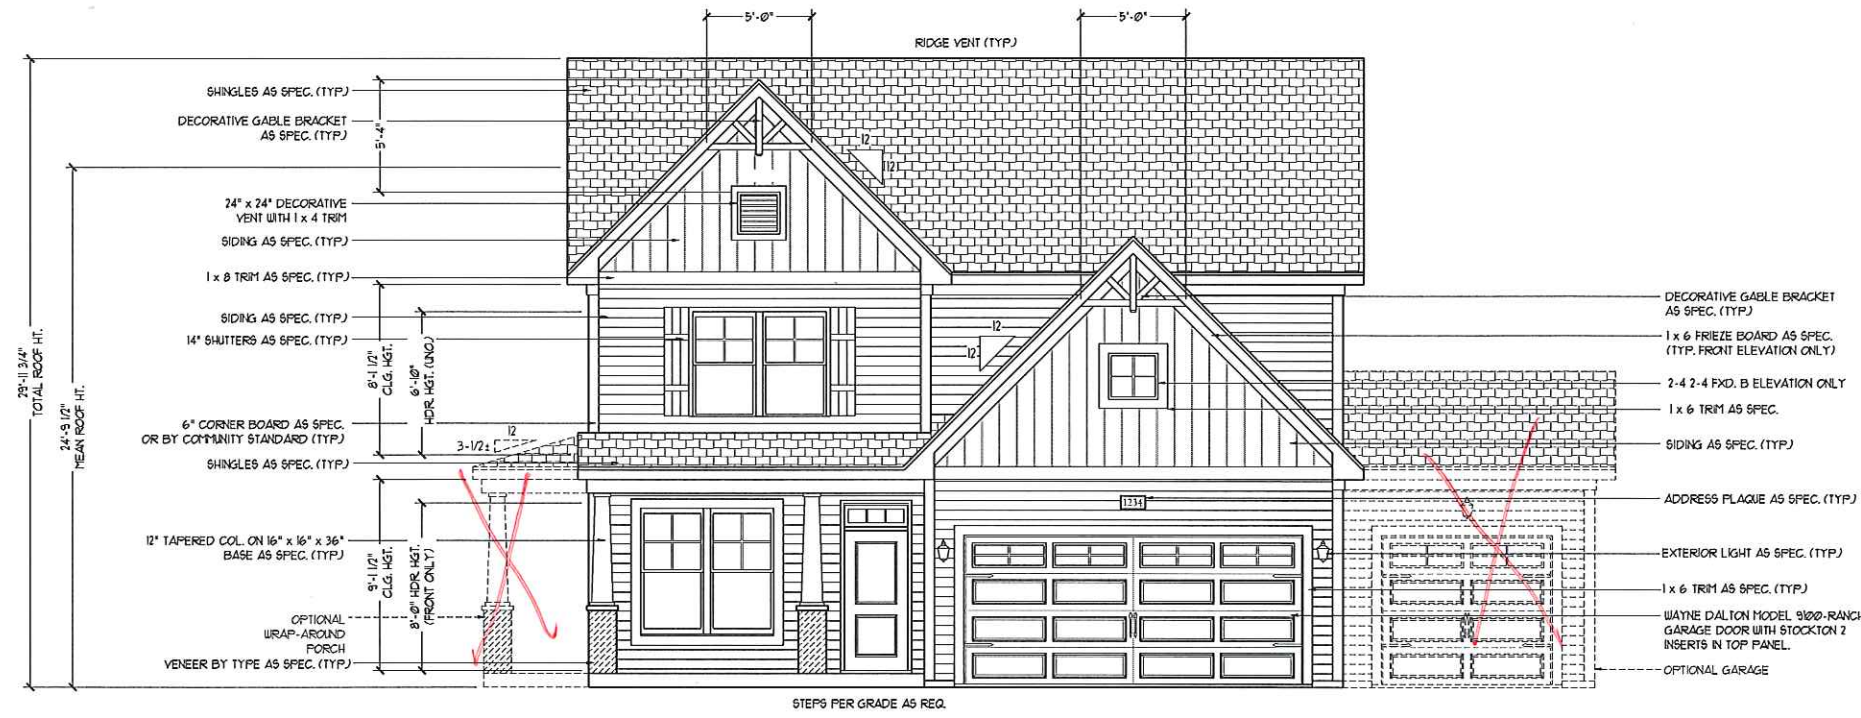 5'-0"
5'-0"
RIDGE VENT (TYP.)
SHINGLES AS SPEC. (TYP.)
DECORATIVE GABLE BRACKET
AS SPEC. (TYP.)
5'-4"
12
12
24" x 24" DECORATIVE
VENT WITH 1 x 4 TRIM
SIDING AS SPEC. (TYP.)
1 x 8 TRIM AS SPEC. (TYP.)
SIDING AS SPEC. (TYP.)
14" SHUTTERS AS SPEC. (TYP.)
29'-11 3/4"
TOTAL ROOF HT.
24'-9 1/2"
MEAN ROOF HT.
8'-1 1/2"
CLG. HGT.
6'-10"
HDR. HGT. (UNO)
12
12
6" CORNER BOARD AS SPEC.
OR BY COMMUNITY STANDARD (TYP.)
12
3-1/2±
SHINGLES AS SPEC. (TYP.)
12" TAPERED COL. ON 16" x 16" x 36"
BASE AS SPEC. (TYP.)
9'-1 1/2"
CLG. HGT.
8'-0" HDR. HGT.
(FRONT ONLY)
OPTIONAL
WRAP-AROUND
PORCH
VENEER BY TYPE AS SPEC. (TYP.)
1234
DECORATIVE GABLE BRACKET
AS SPEC. (TYP.)
1 x 6 FRIEZE BOARD AS SPEC.
(TYP. FRONT ELEVATION ONLY)
2-4 2-4 FXD. B ELEVATION ONLY
1 x 6 TRIM AS SPEC.
SIDING AS SPEC. (TYP.)
ADDRESS PLAQUE AS SPEC. (TYP.)
EXTERIOR LIGHT AS SPEC. (TYP.)
1 x 6 TRIM AS SPEC. (TYP.)
WAYNE DALTON MODEL 9100-RANCH
GARAGE DOOR WITH STOCKTON 2
INSERTS IN TOP PANEL.
OPTIONAL GARAGE
STEPS PER GRADE AS REQ.